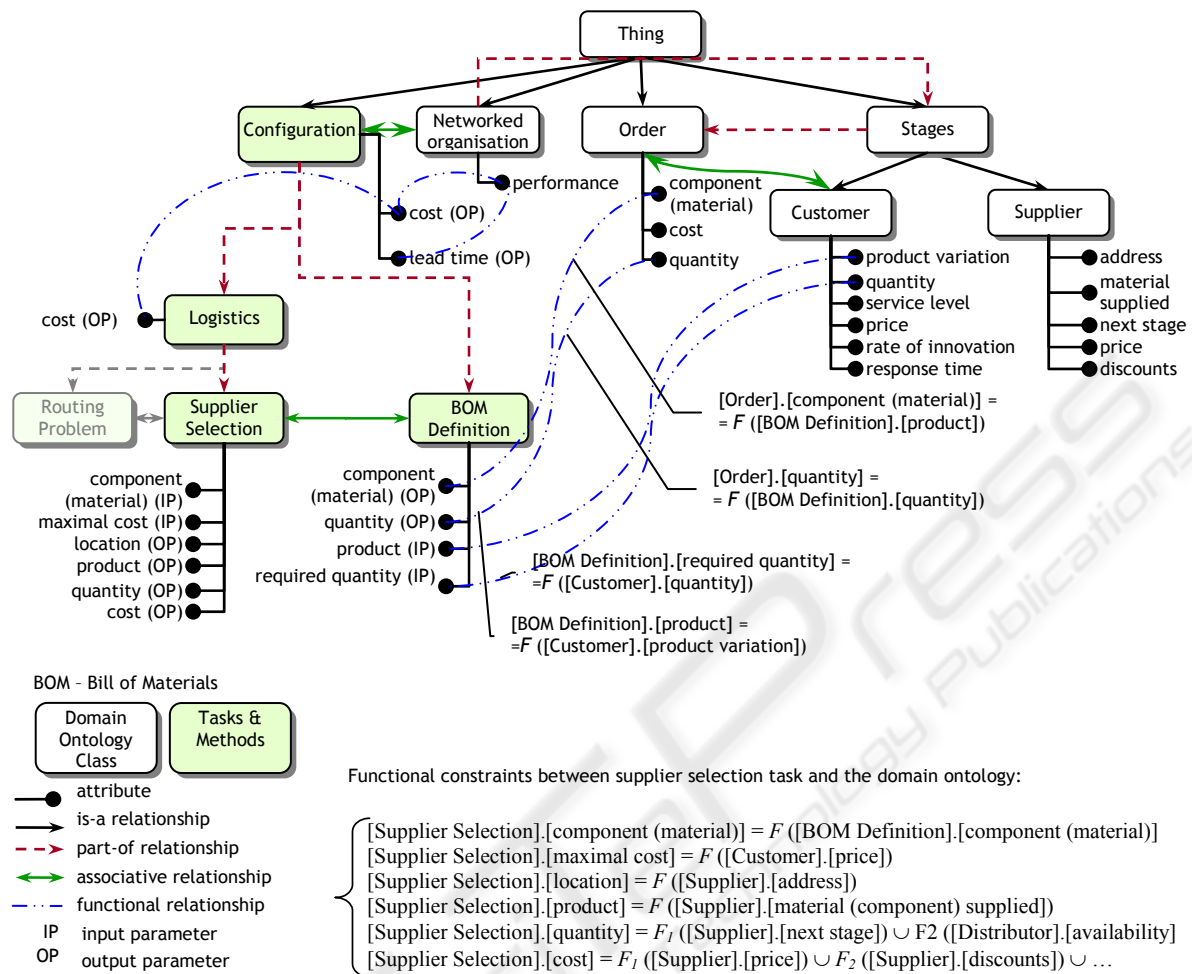 Thing
Configuration
Networked
organisation
Order
Stages
performance
component
(material)
cost
quantity
cost (OP)
lead time (OP)
Customer
Supplier
product variation
quantity
service level
price
rate of innovation
response time
address
material
supplied
next stage
price
discounts
cost (OP)
Logistics
Routing
Problem
Supplier
Selection
BOM
Definition
[Order].[component (material)] =
= F ([BOM Definition].[product])
[Order].[quantity] =
= F ([BOM Definition].[quantity])
component
(material) (IP)
maximal cost (IP)
location (OP)
product (OP)
quantity (OP)
cost (OP)
component
(material) (OP)
quantity (OP)
product (IP)
required quantity (IP)
[BOM Definition].[required quantity] =
=F ([Customer].[quantity])
[BOM Definition].[product] =
=F ([Customer].[product variation])
BOM – Bill of Materials
Domain
Ontology
Class
Tasks &
Methods
attribute
is-a relationship
part-of relationship
associative relationship
functional relationship
IP input parameter
OP output parameter
Functional constraints between supplier selection task and the domain ontology:
[Supplier Selection].[component (material)] = F ([BOM Definition].[component (material)]
[Supplier Selection].[maximal cost] = F ([Customer].[price])
[Supplier Selection].[location] = F ([Supplier].[address])
[Supplier Selection].[product] = F ([Supplier].[material (component) supplied])
[Supplier Selection].[quantity] = F1 ([Supplier].[next stage]) ∪ F2 ([Distributor].[availability]
[Supplier Selection].[cost] = F1 ([Supplier].[price]) ∪ F2 ([Supplier].[discounts]) ∪ …